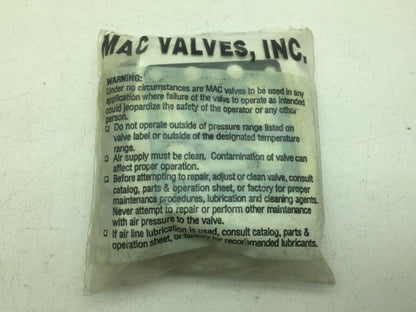 MAC VALVES, INC.
WARNING:
Under no circumstances are MAC valves to be used in any
application where failure of the valve to operate as intended
could jeopardize the safety of the operator or any other
person.
☐ Do not operate outside of pressure range listed on
valve label or outside of the designated temperature
range.
☐ Air supply must be clean. Contamination of valve can
affect proper operation.
☐ Before attempting to repair, adjust or clean valve, consult
catalog, parts & operation sheet, or factory for proper
maintenance prodedures, lubrication and cleaning agents.
Never attempt to repair or perform other maintenance
with air pressure to the valve.
☐ If air line lubrication is used, consult catalog, parts &
operation sheet, or factory for recommended lubricants.